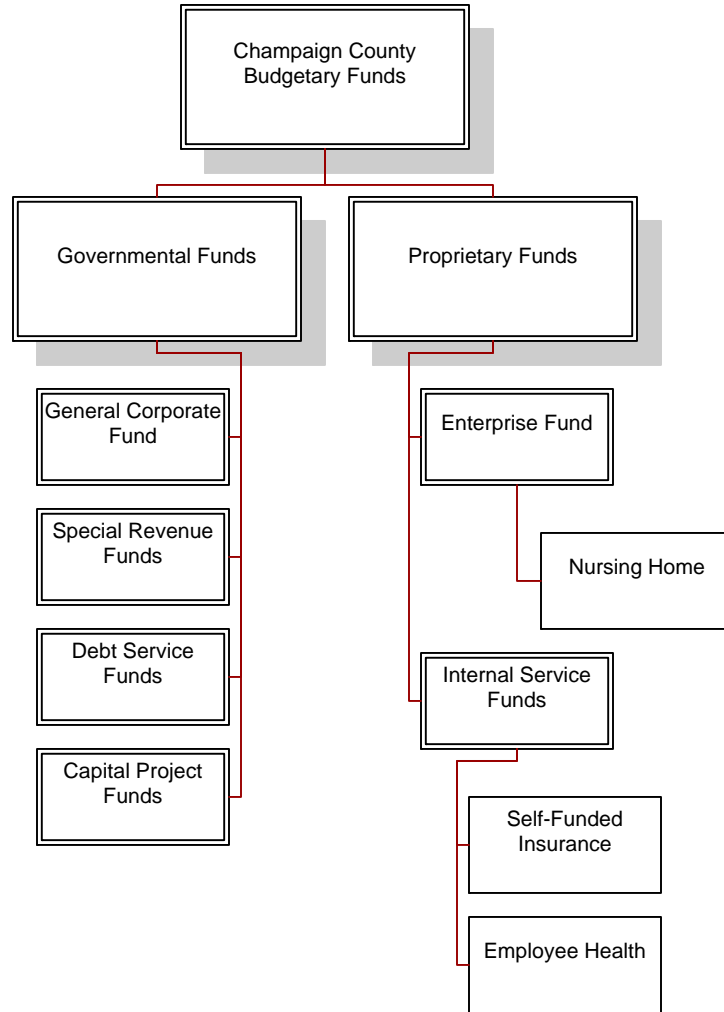 Champaign County
Budgetary Funds
Governmental Funds
Proprietary Funds
General Corporate
Fund
Special Revenue
Funds
Debt Service
Funds
Capital Project
Funds
Enterprise Fund
Nursing Home
Internal Service
Funds
Self-Funded
Insurance
Employee Health